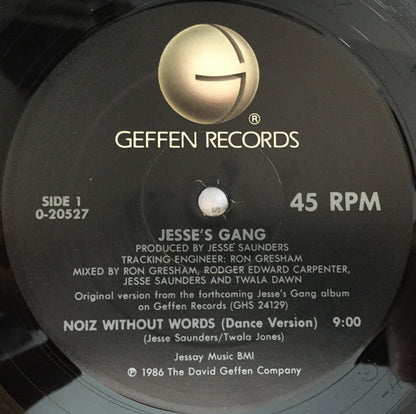 ®
GEFFEN RECORDS
SIDE 1
0-20527
45 RPM
JESSE'S GANG
PRODUCED BY JESSE SAUNDERS
TRACKING ENGINEER: RON GRESHAM
MIXED BY RON GRESHAM, RODGER EDWARD CARPENTER,
JESSE SAUNDERS AND TWALA DAWN
Original version from the forthcoming Jesse's Gang album
on Geffen Records (GHS 24129)
NOIZ WITHOUT WORDS (Dance Version) 9:00
(Jesse Saunders/Twala Jones)
Jessay Music BMI
℗ 1986 The David Geffen Company